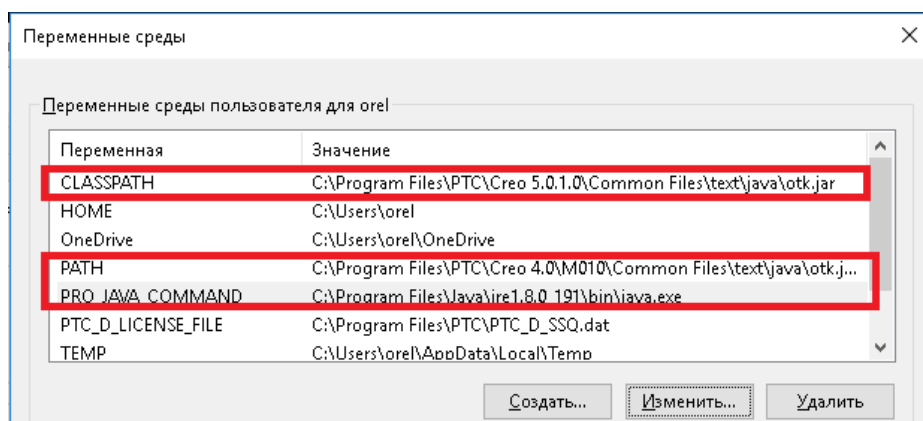 Переменные среды
Переменные среды пользователя для orel
Переменная Значение
CLASSPATH C:\Program Files\PTC\Creo 5.0.1.0\Common Files\text\java\otk.jar
HOME C:\Users\orel
OneDrive C:\Users\orel\OneDrive
PATH C:\Program Files\PTC\Creo 4.0\M010\Common Files\text\java\otk.j...
PRO_JAVA_COMMAND C:\Program Files\Java\jre1.8.0_191\bin\java.exe
PTC_D_LICENSE_FILE C:\Program Files\PTC\PTC_D_SSQ.dat
TEMP C:\Users\orel\AppData\Local\Temp
Создать... Изменить... Удалить